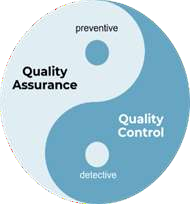 preventive
Quality
Assurance
Quality
Control
detective